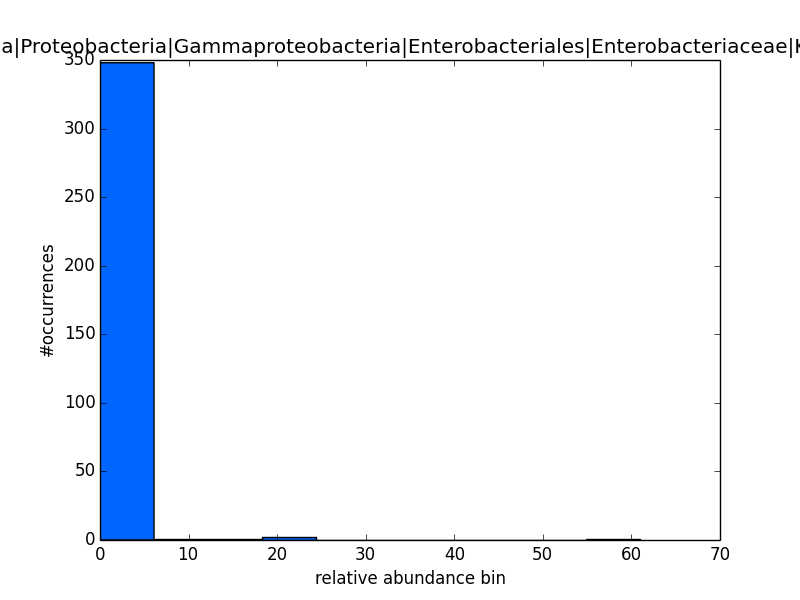 a|Proteobacteria|Gammaproteobacteria|Enterobacteriales|Enterobacteriaceae|K
350
300
250
200
150
100
50
0
#occurrences
0 10 20 30 40 50 60 70
relative abundance bin